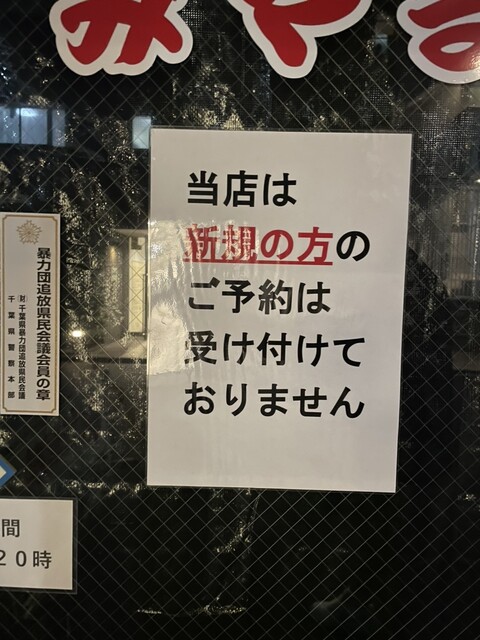 みやま
当店は
新規の方の
ご予約は
受け付けて
おりません
暴力団追放県民会議会員の章
㈶千葉県暴力団追放県民会議
千葉県警察本部
間
20時